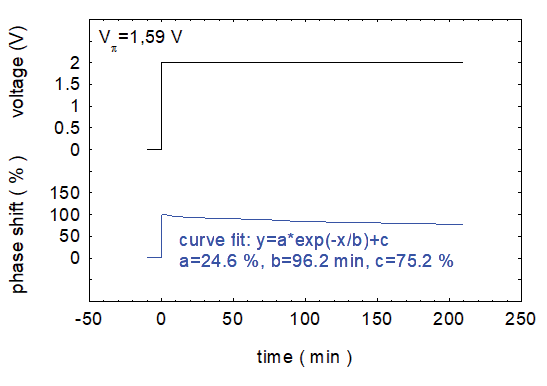 Vπ=1,59 V
voltage (V)
2
1.5
1
0.5
0
phase shift ( % )
150
100
50
0
curve fit: y=a*exp(-x/b)+c
a=24.6 %, b=96.2 min, c=75.2 %
-50 0 50 100 150 200 250
time ( min )